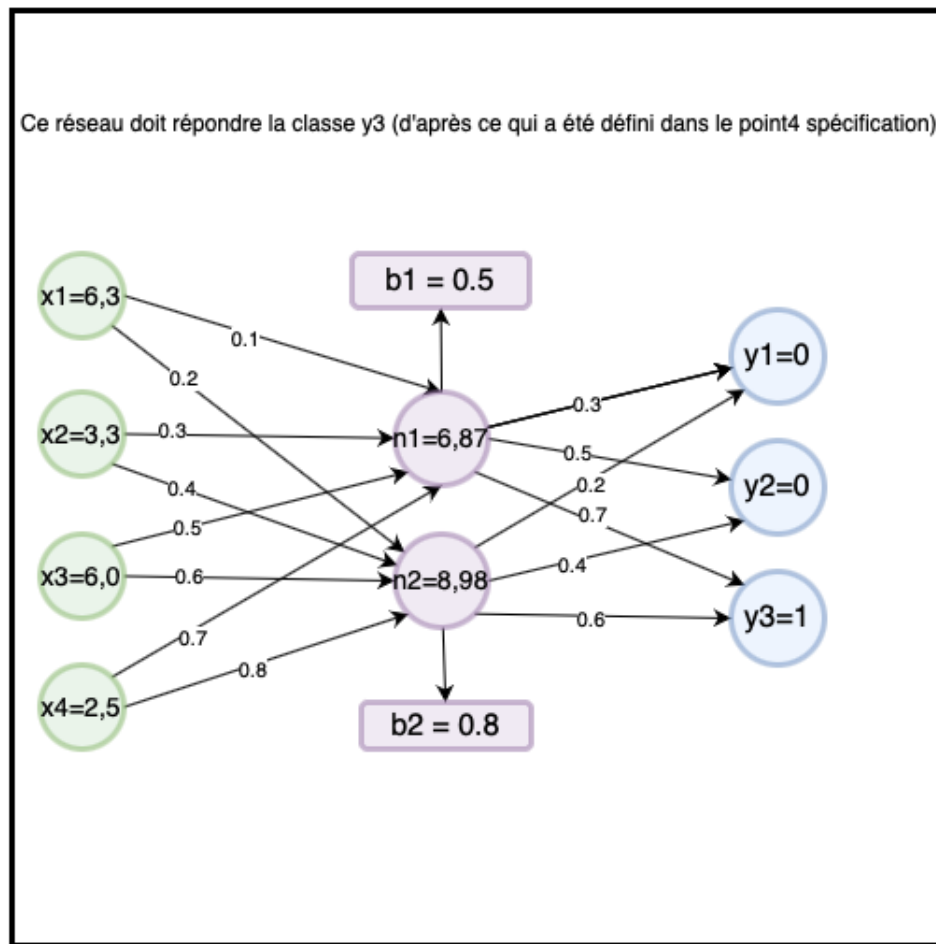 Ce réseau doit répondre la classe y3 (d'après ce qui a été défini dans le point4 spécification)
b1 = 0.5
x1=6,3
0.1
0.2
y1=0
0.3
x2=3,3
0.3
n1=6,87
0.5
0.4
0.2
y2=0
0.5
0.7
x3=6,0
0.6
n2=8,98
0.4
0.6
y3=1
0.7
0.8
x4=2,5
b2 = 0.8